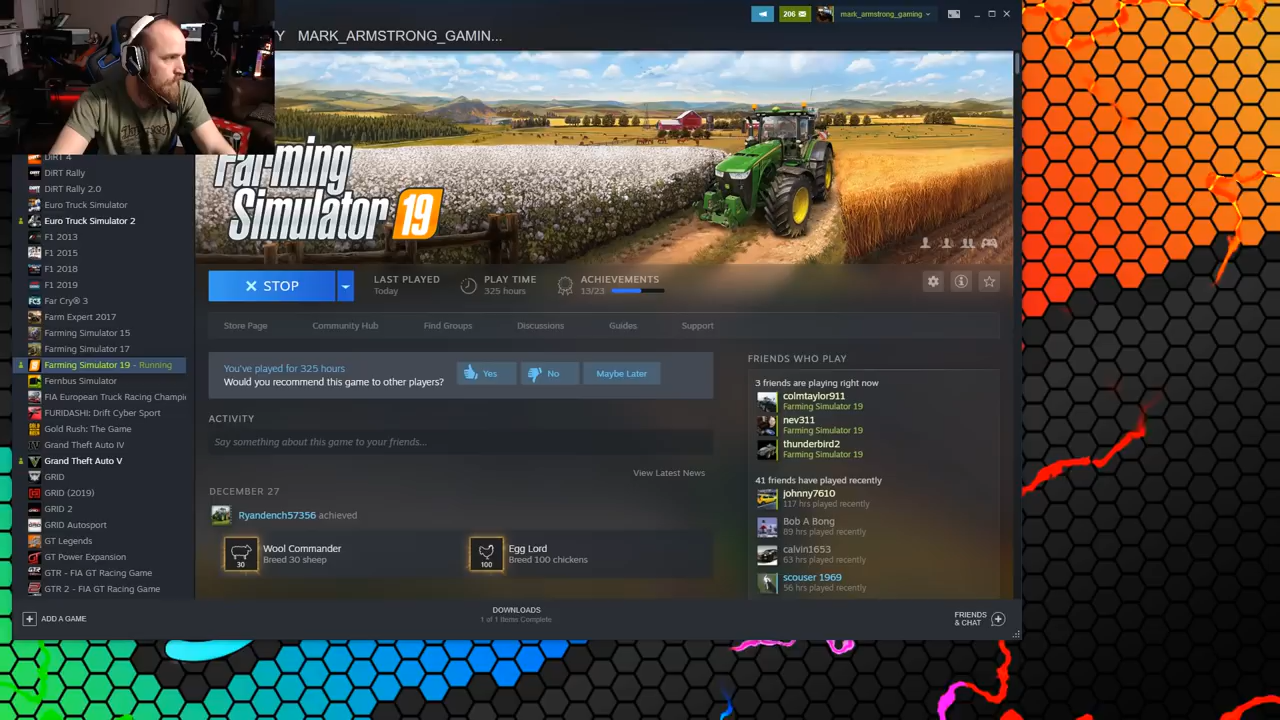 206
mark_armstrong_gaming
Y MARK_ARMSTRONG_GAMIN...
Farming
Simulator 19
DiRT 4
DiRT Rally
DiRT Rally 2.0
Euro Truck Simulator
Euro Truck Simulator 2
F1 2013
F1 2015
F1 2018
F1 2019
Far Cry® 3
Farm Expert 2017
Farming Simulator 15
Farming Simulator 17
Farming Simulator 19 - Running
Fernbus Simulator
FIA European Truck Racing Champi
FURIDASHI: Drift Cyber Sport
Gold Rush: The Game
Grand Theft Auto IV
Grand Theft Auto V
GRID
GRID (2019)
GRID 2
GRID Autosport
GT Legends
GT Power Expansion
GTR - FIA GT Racing Game
GTR 2 - FIA GT Racing Game
STOP
LAST PLAYED
Today
PLAY TIME
325 hours
ACHIEVEMENTS
13/23
Store Page
Community Hub
Find Groups
Discussions
Guides
Support
You've played for 325 hours
Would you recommend this game to other players?
Yes
No
Maybe Later
ACTIVITY
Say something about this game to your friends...
View Latest News
DECEMBER 27
Ryandench57356 achieved
30
Wool Commander
Breed 30 sheep
100
Egg Lord
Breed 100 chickens
FRIENDS WHO PLAY
3 friends are playing right now
colmtaylor911
Farming Simulator 19
nev311
Farming Simulator 19
thunderbird2
Farming Simulator 19
41 friends have played recently
johnny7610
117 hrs played recently
Bob A Bong
89 hrs played recently
calvin1653
63 hrs played recently
scouser 1969
56 hrs played recently
ADD A GAME
DOWNLOADS
1 of 1 Items Complete
FRIENDS
& CHAT